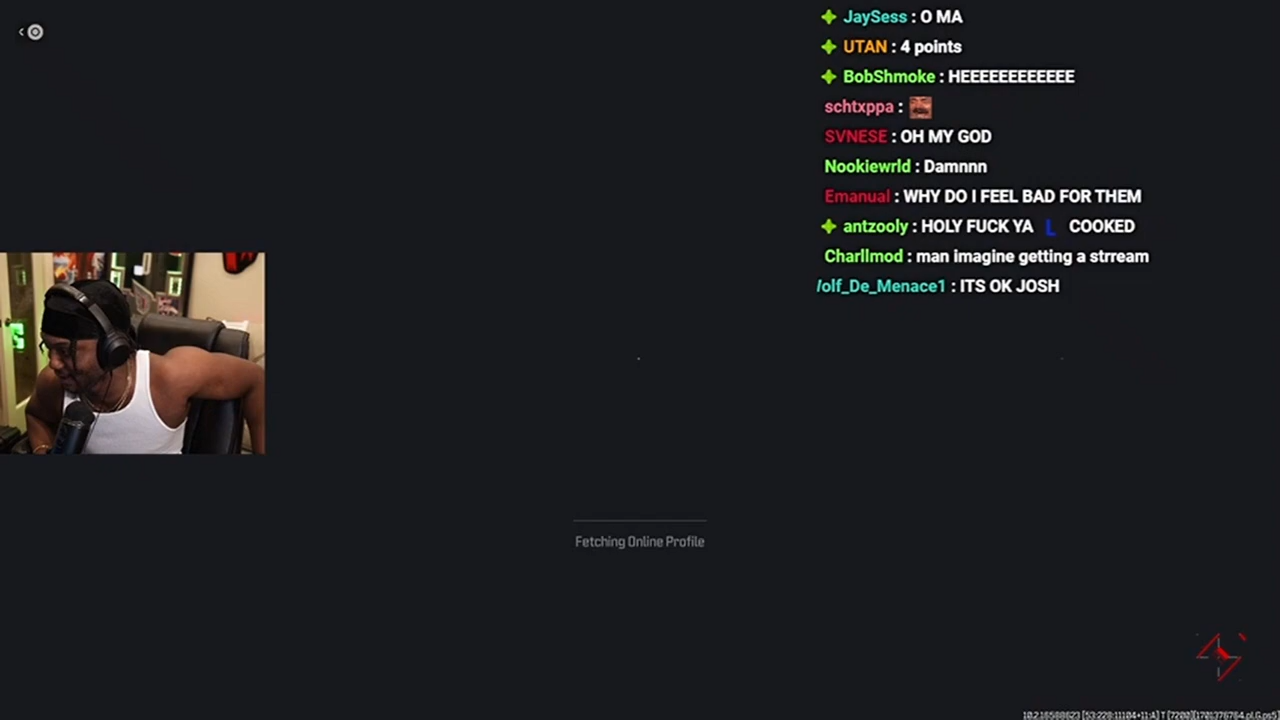 JaySess : O MA
UTAN : 4 points
BobShmoke : HEEEEEEEEEEEE
schtxppa :
SVNESE : OH MY GOD
Nookiewrld : Damnnn
Emanual : WHY DO I FEEL BAD FOR THEM
antzooly : HOLY FUCK YA L COOKED
Charllmod : man imagine getting a strream
/olf_De_Menace1 : ITS OK JOSH
Fetching Online Profile